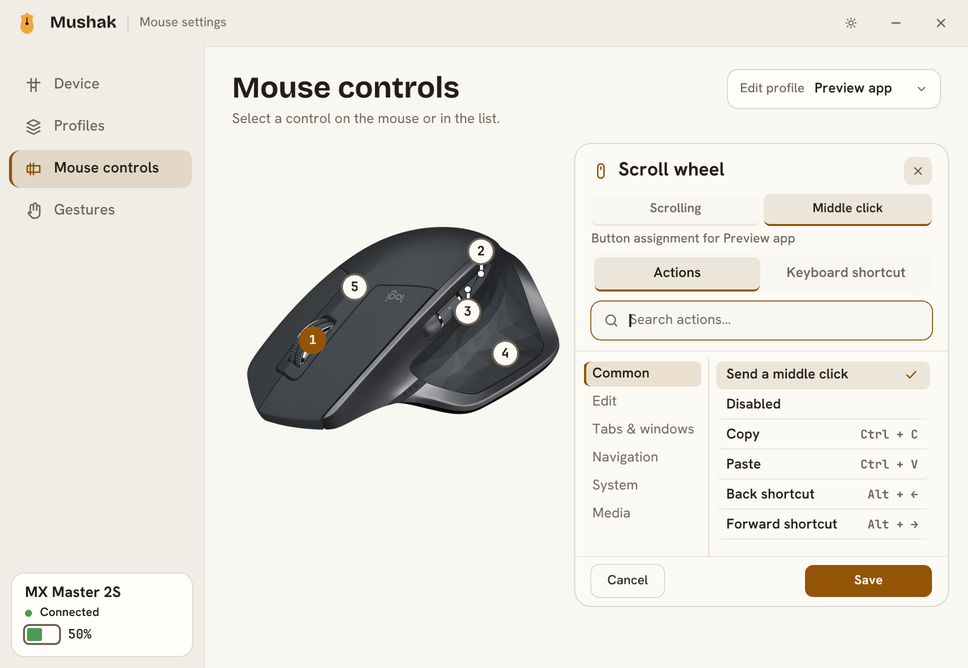 Mushak
Mouse settings
Device
Profiles
Mouse controls
Gestures
MX Master 2S
Connected
50%
Mouse controls
Select a control on the mouse or in the list.
Edit profile Preview app
logi
1
2
3
4
5
Scroll wheel
Scrolling
Middle click
Button assignment for Preview app
Actions
Keyboard shortcut
Search actions...
Common
Edit
Tabs & windows
Navigation
System
Media
Send a middle click
Disabled
Copy Ctrl + C
Paste Ctrl + V
Back shortcut Alt + ←
Forward shortcut Alt + →
Cancel
Save